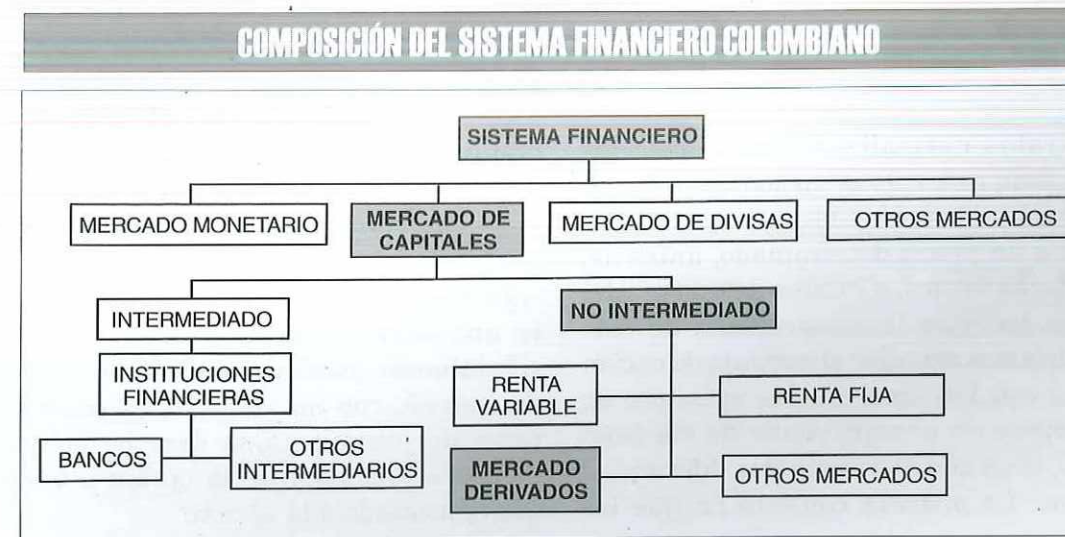 COMPOSICIÓN DEL SISTEMA FINANCIERO COLOMBIANO
SISTEMA FINANCIERO
MERCADO MONETARIO
MERCADO DE
CAPITALES
MERCADO DE DIVISAS
OTROS MERCADOS
INTERMEDIADO
NO INTERMEDIADO
INSTITUCIONES
FINANCIERAS
RENTA
VARIABLE
RENTA FIJA
BANCOS
OTROS
INTERMEDIARIOS
MERCADO
DERIVADOS
OTROS MERCADOS